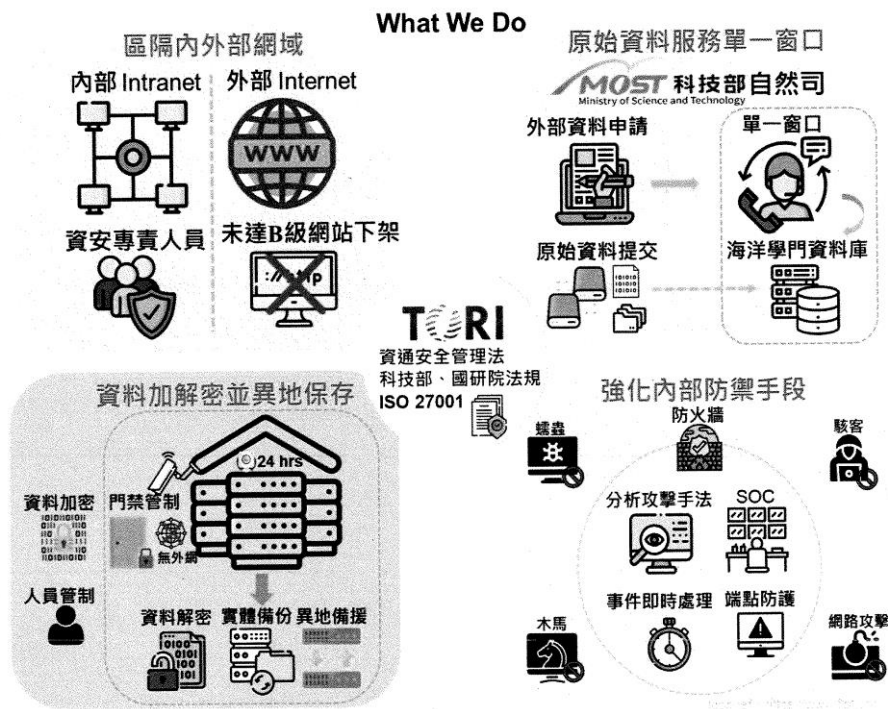 What We Do
區隔內外部網域
內部 Intranet
外部 Internet
WWW
資安專責人員
未達B級網站下架
原始資料服務單一窗口
MOST 科技部自然司
Ministry of Science and Technology
外部資料申請
單一窗口
原始資料提交
海洋學門資料庫
TORI
資通安全管理法
科技部、國研院法規
ISO 27001
資料加解密並異地保存
24 hrs
資料加密
門禁管制
無外網
人員管制
資料解密
實體備份
異地備援
強化內部防禦手段
防火牆
蠕蟲
駭客
分析攻擊手法
SOC
事件即時處理
端點防護
木馬
網路攻擊